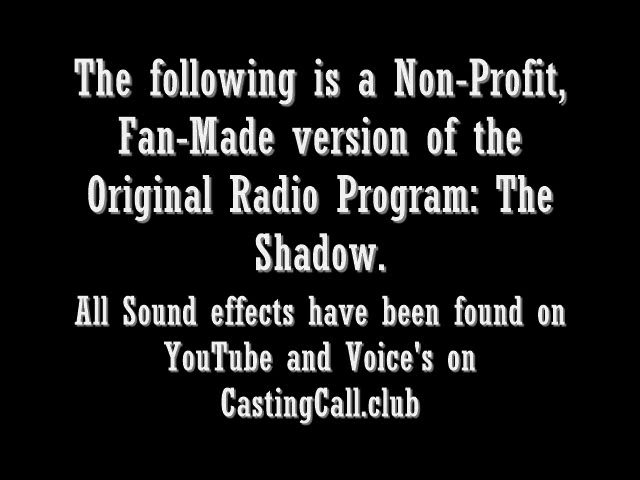 The following is a Non-Profit,
Fan-Made version of the
Original Radio Program: The
Shadow.
All Sound effects have been found on
YouTube and Voice's on
CastingCall.club